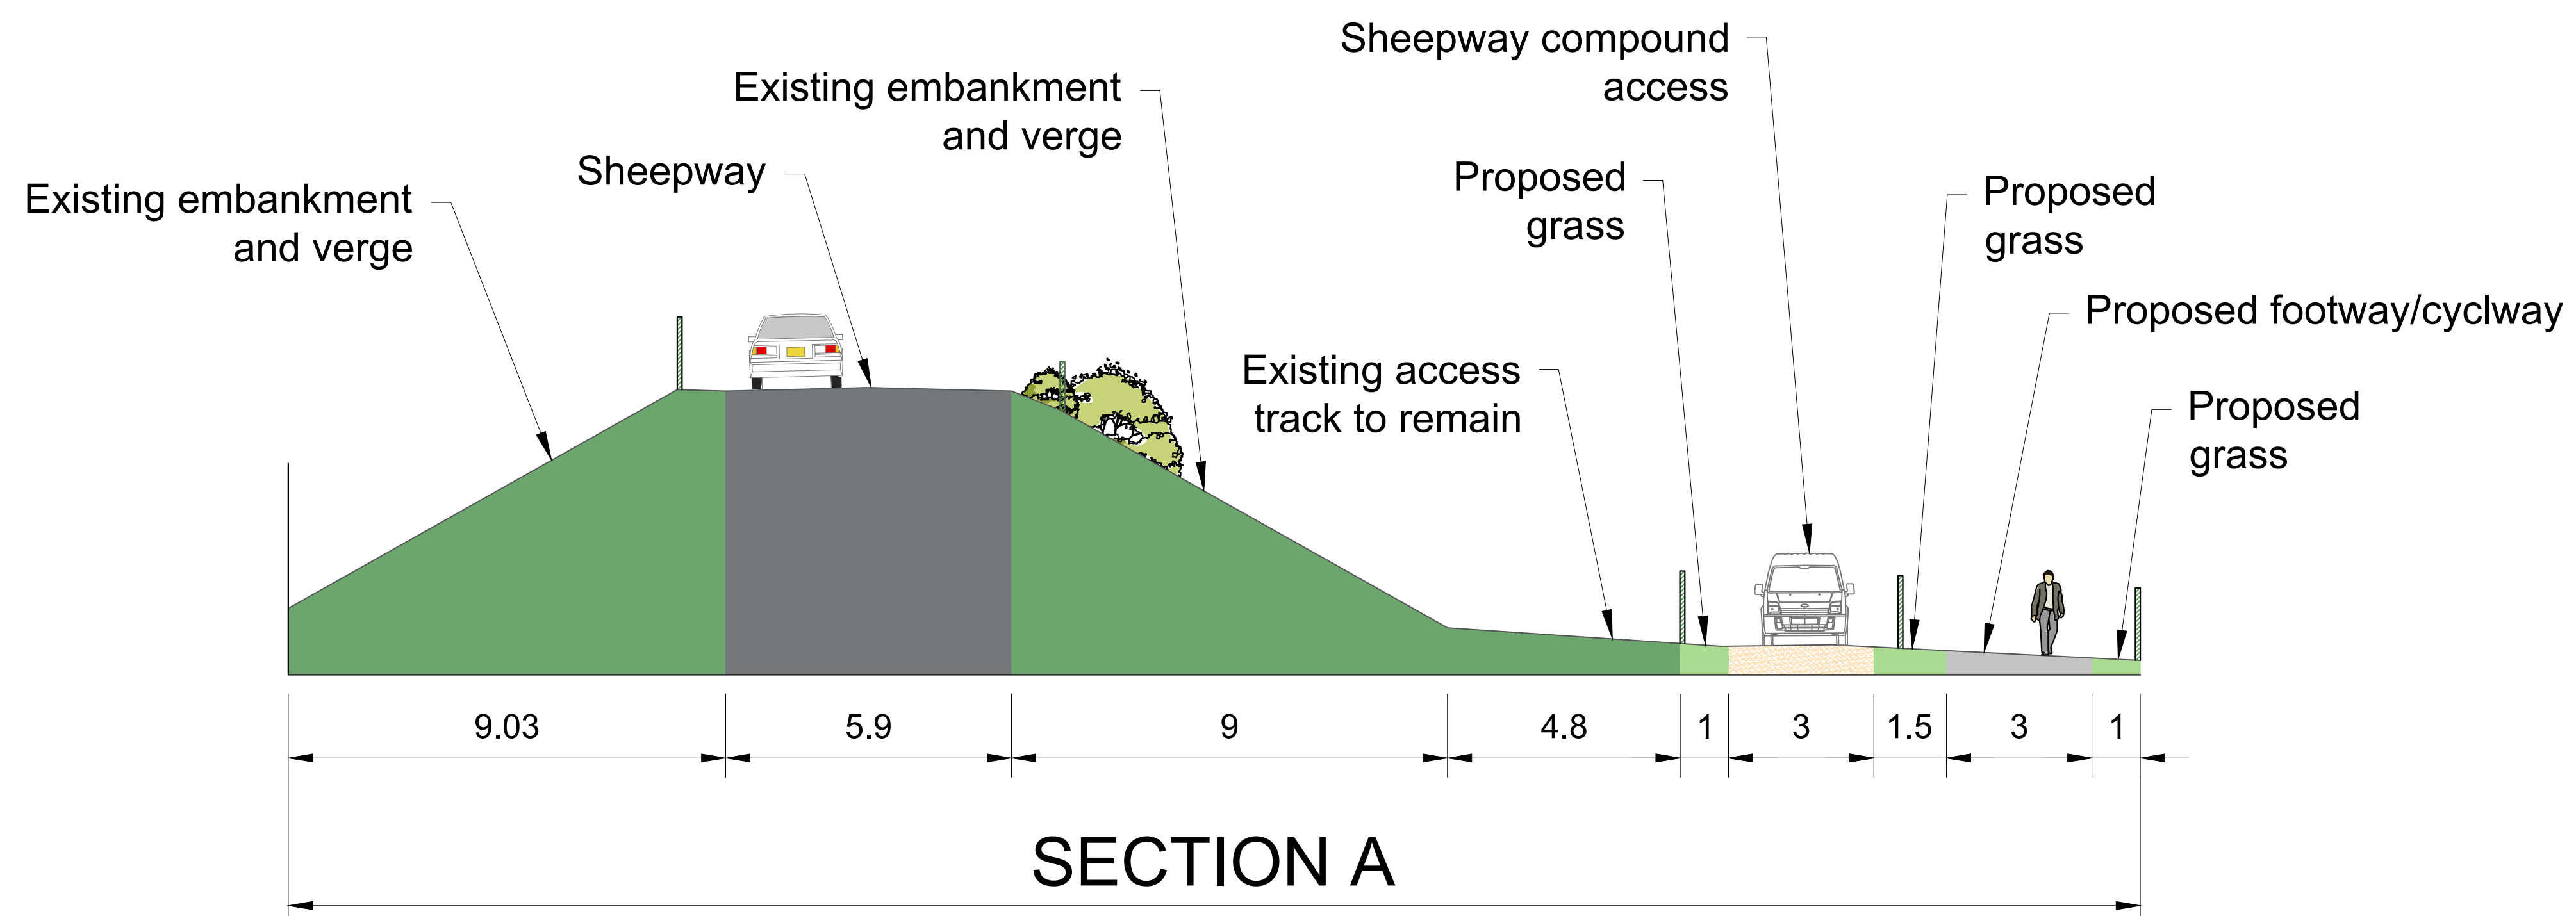 Existing embankment
and verge
Sheepway
Existing embankment
and verge
Sheepway compound
access
Proposed
grass
Existing access
track to remain
Proposed
grass
Proposed footway/cyclway
Proposed
grass
9.03
5.9
9
4.8
1
3
1.5
3
1
SECTION A